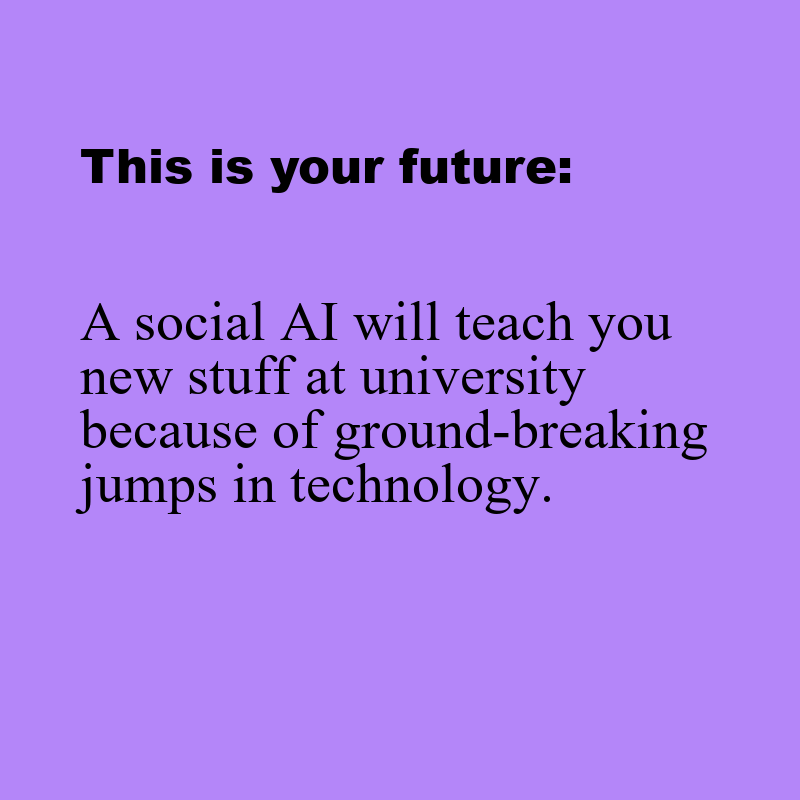 This is your future:
A social AI will teach you
new stuff at university
because of ground-breaking
jumps in technology.